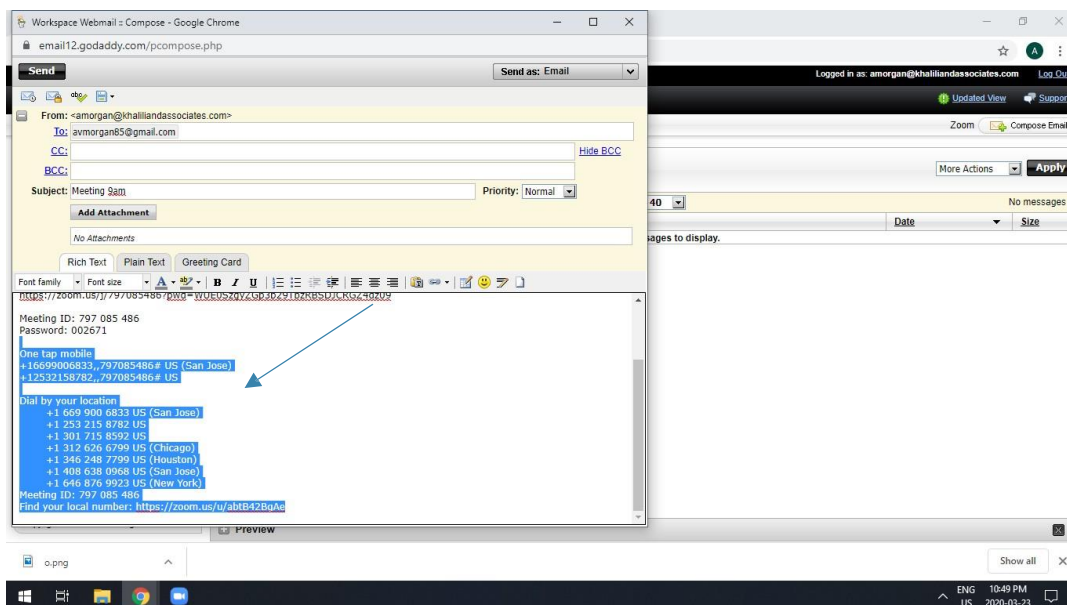 Workspace Webmail :: Compose - Google Chrome
email12.godaddy.com/pcompose.php
Send
Send as: Email
Logged in as: amorgan@khaliliandassociates.com Log Ou
Updated View Suppor
From: <amorgan@khaliliandassociates.com>
To: avmorgan85@gmail.com
Zoom Compose Email
CC: Hide BCC
BCC:
More Actions Apply
Subject: Meeting 9am Priority: Normal
40 No messages
Add Attachment
Date Size
No Attachments
sages to display.
Rich Text Plain Text Greeting Card
Font family Font size A ab B I U
Meeting ID: 797 085 486
Password: 002671
One tap mobile
+16699006833,,797085486# US (San Jose)
+12532158782,,797085486# US
Dial by your location
+1 669 900 6833 US (San Jose)
+1 253 215 8782 US
+1 301 715 8592 US
+1 312 626 6799 US (Chicago)
+1 346 248 7799 US (Houston)
+1 408 638 0968 US (San Jose)
+1 646 876 9923 US (New York)
Meeting ID: 797 085 486
Find your local number: https://zoom.us/u/abtB42BgAe
Preview
o.png
Show all
ENG 10:49 PM
US 2020-03-23